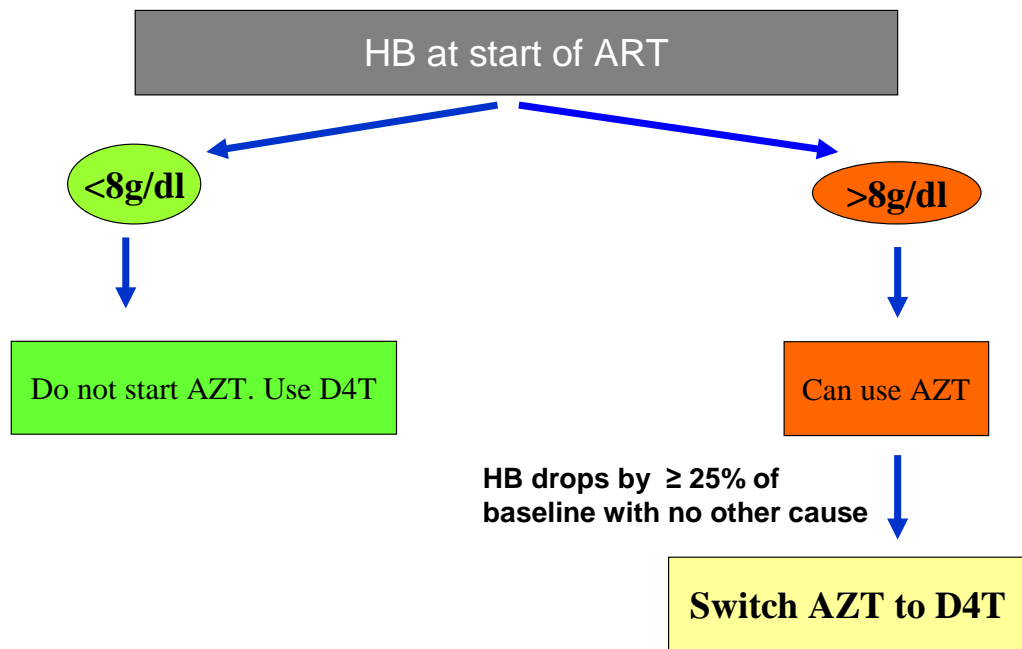 HB at start of ART
<8g/dl
>8g/dl
Do not start AZT. Use D4T
Can use AZT
HB drops by ≥ 25% of
baseline with no other cause
Switch AZT to D4T